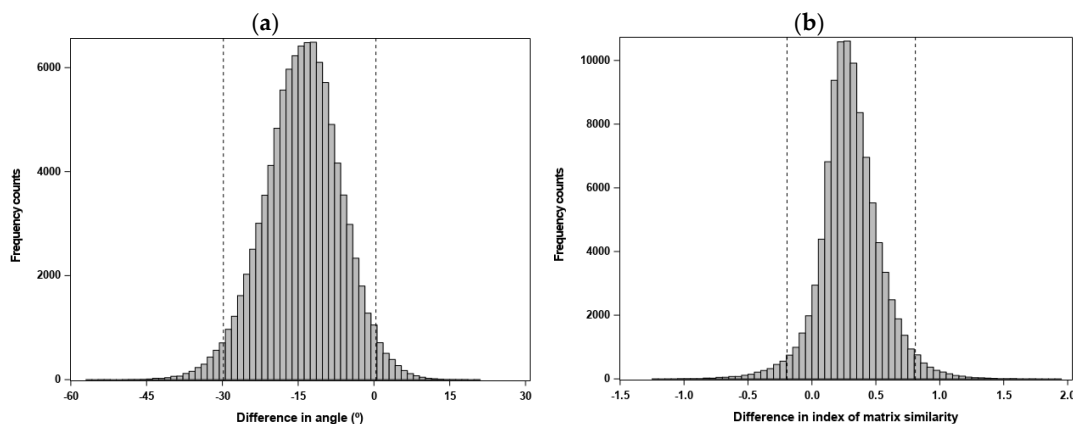 (a)
6000
4000
2000
0
Frequency counts
-60 -45 -30 -15 0 15 30
Difference in angle (º)
(b)
10000
8000
6000
4000
2000
0
Frequency counts
-1.5 -1.0 -0.5 0.0 0.5 1.0 1.5 2.0
Difference in index of matrix similarity